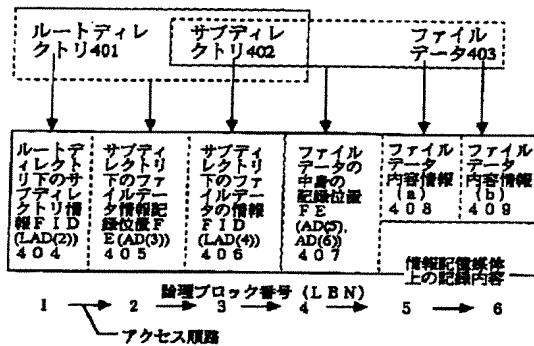 ルートディレ
クトリ401
サブディレ
クトリ402
ファイル
データ403
ルートデ
ィレクト
リ下のサ
ブディレ
クトリ情
報FID
(LAD(2))
404
サブディ
レクトリ
下のファ
イルデー
タ情報記
録位置F
E(AD(3))
405
サブディ
レクトリ
下のファ
イルデー
タの情報
FID
(LAD(4))
406
ファイル
データの
中身の
記録位置
FE
(AD(5),
AD(6))
407
ファイル
データ
内容情報
(a)
408
ファイル
データ
内容情報
(b)
409
情報記憶媒体
上の記録内容
論理ブロック番号(LBN)
1 2 3 4 5 6
アクセス順路